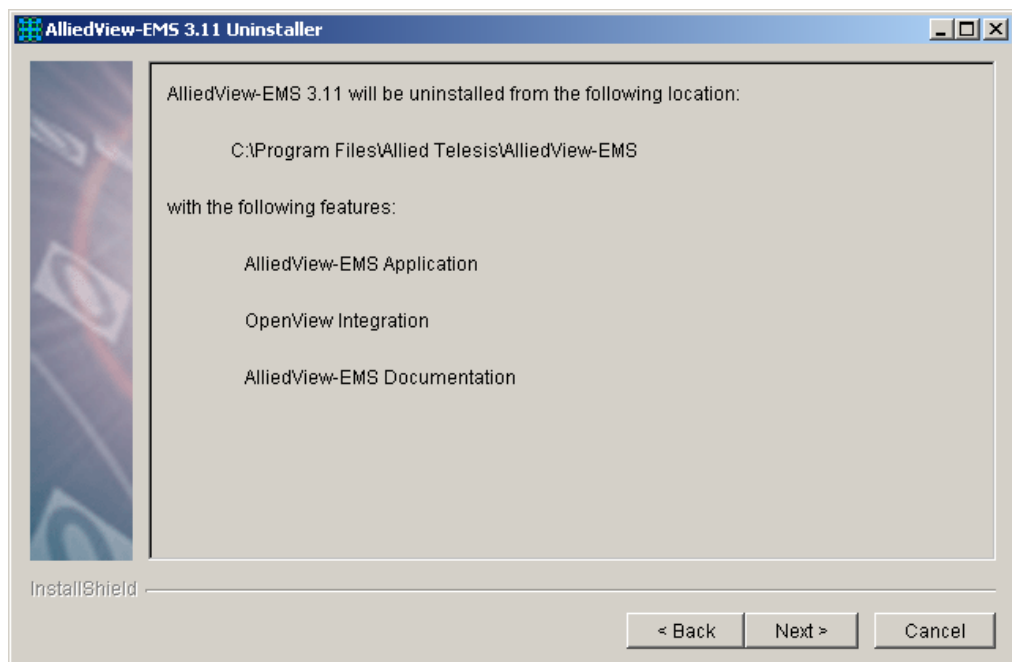 AlliedView-EMS 3.11 Uninstaller
AlliedView-EMS 3.11 will be uninstalled from the following location:
C:\Program Files\Allied Telesis\AlliedView-EMS
with the following features:
AlliedView-EMS Application
OpenView Integration
AlliedView-EMS Documentation
InstallShield
< Back
Next >
Cancel